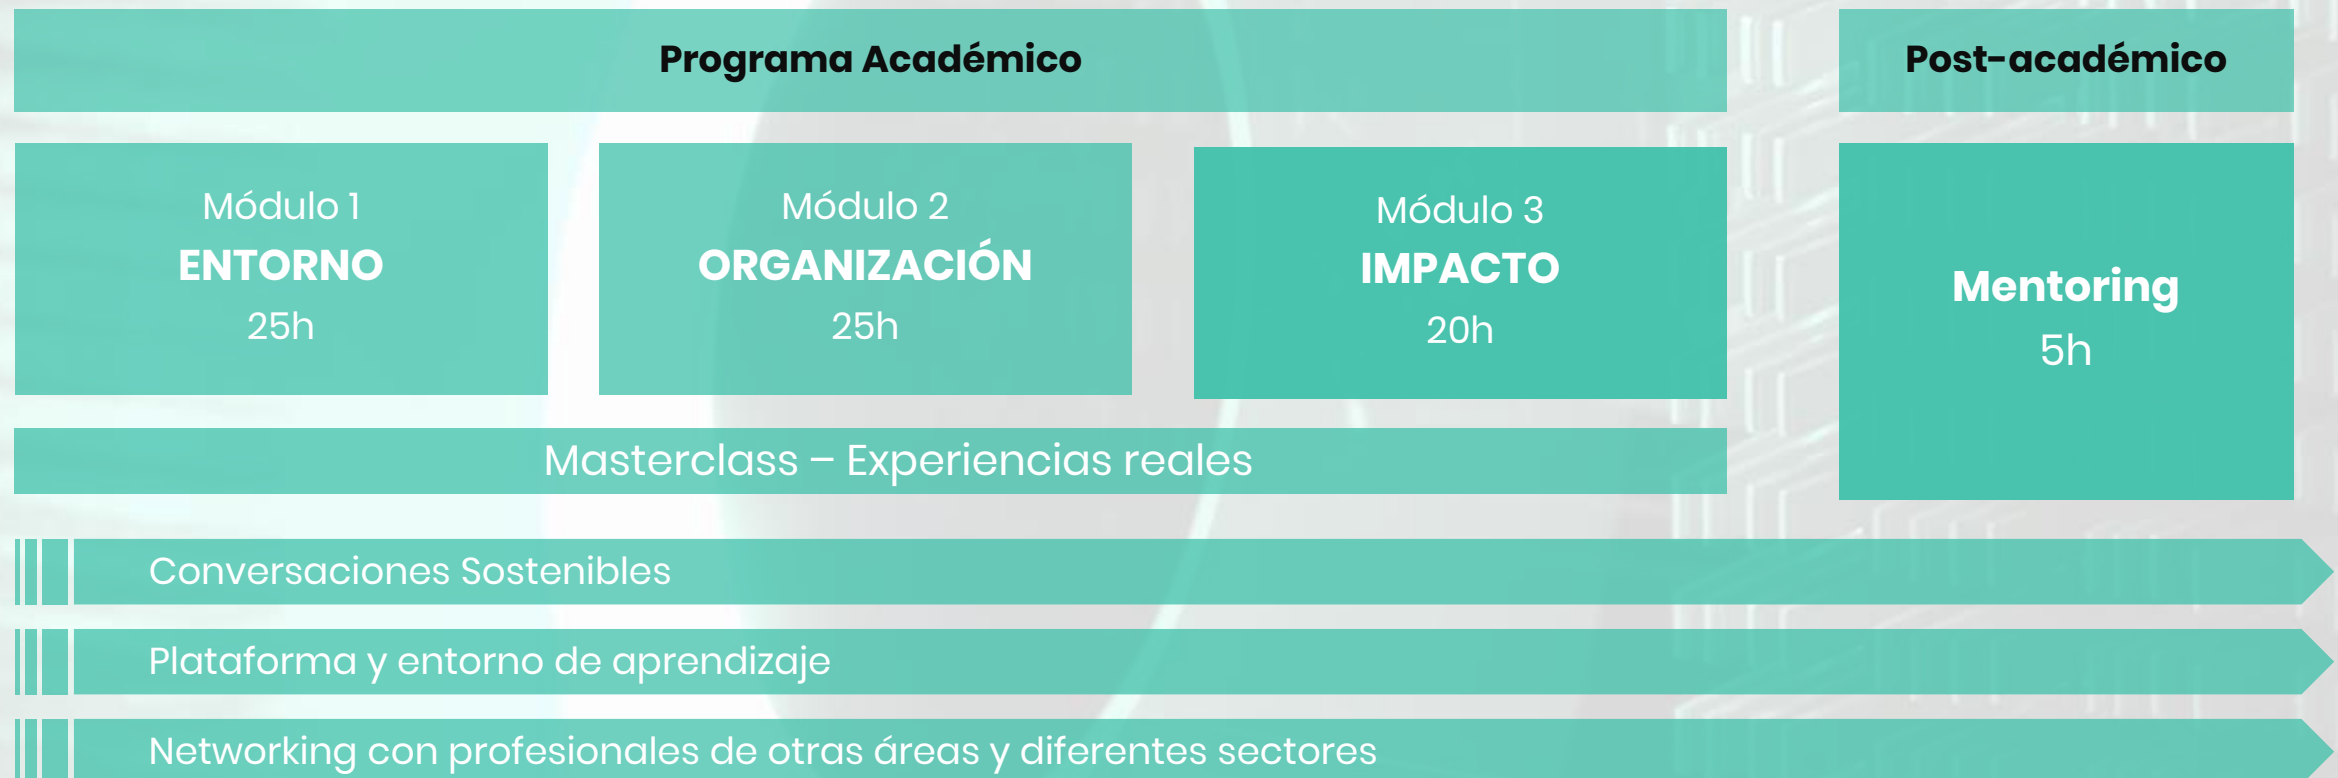 Programa Académico
Post-académico
Módulo 1
ENTORNO
25h
Módulo 2
ORGANIZACIÓN
25h
Módulo 3
IMPACTO
20h
Mentoring
5h
Masterclass – Experiencias reales
Conversaciones Sostenibles
Plataforma y entorno de aprendizaje
Networking con profesionales de otras áreas y diferentes sectores